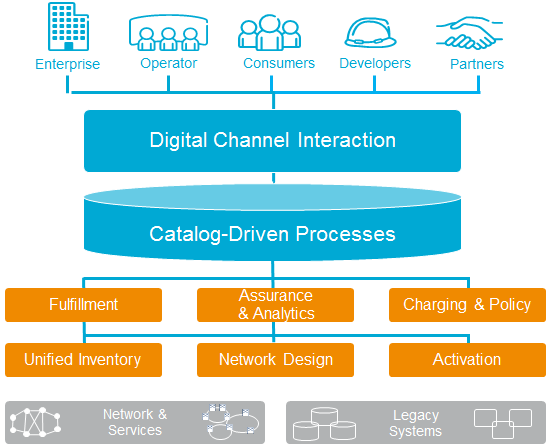 Enterprise
Operator
Consumers
Developers
Partners
Digital Channel Interaction
Catalog-Driven Processes
Fulfillment
Assurance
& Analytics
Charging & Policy
Unified Inventory
Network Design
Activation
Network &
Services
Legacy
Systems